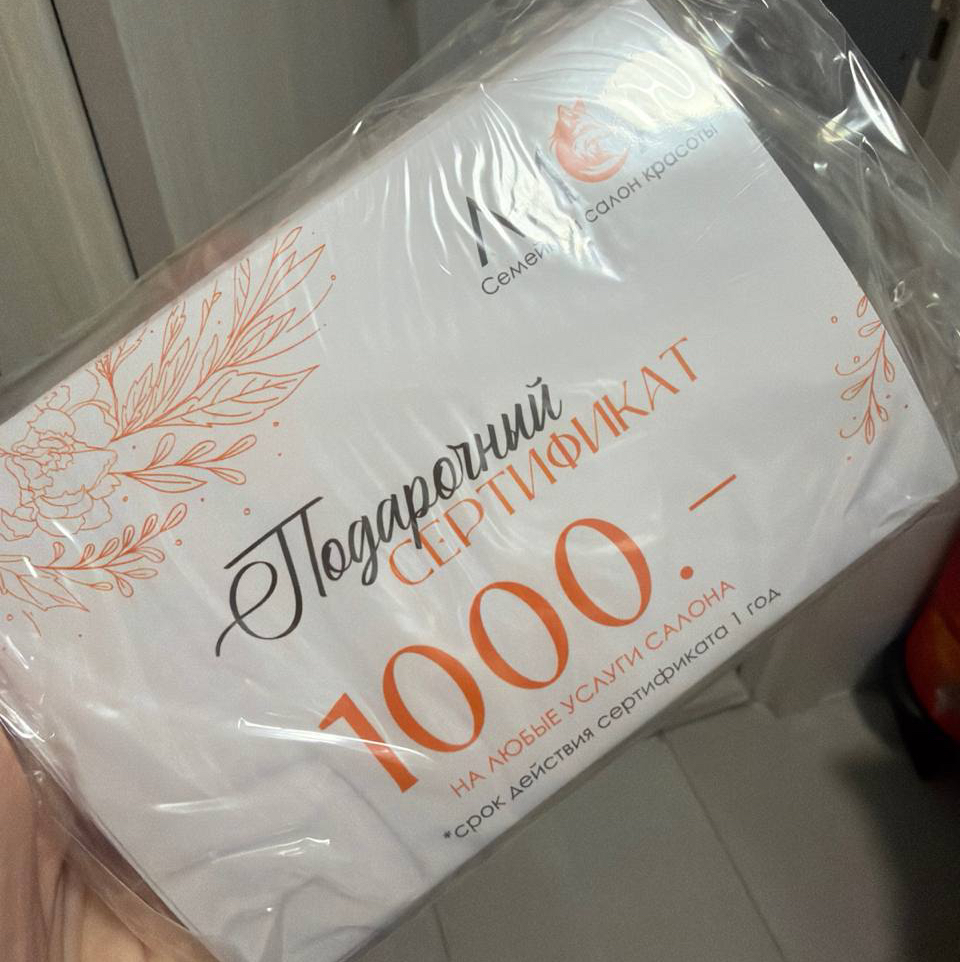 Семейный салон красоты
Подарочный
СЕРТИФИКАТ
1000.–
НА ЛЮБЫЕ УСЛУГИ САЛОНА
*срок действия сертификата 1 год